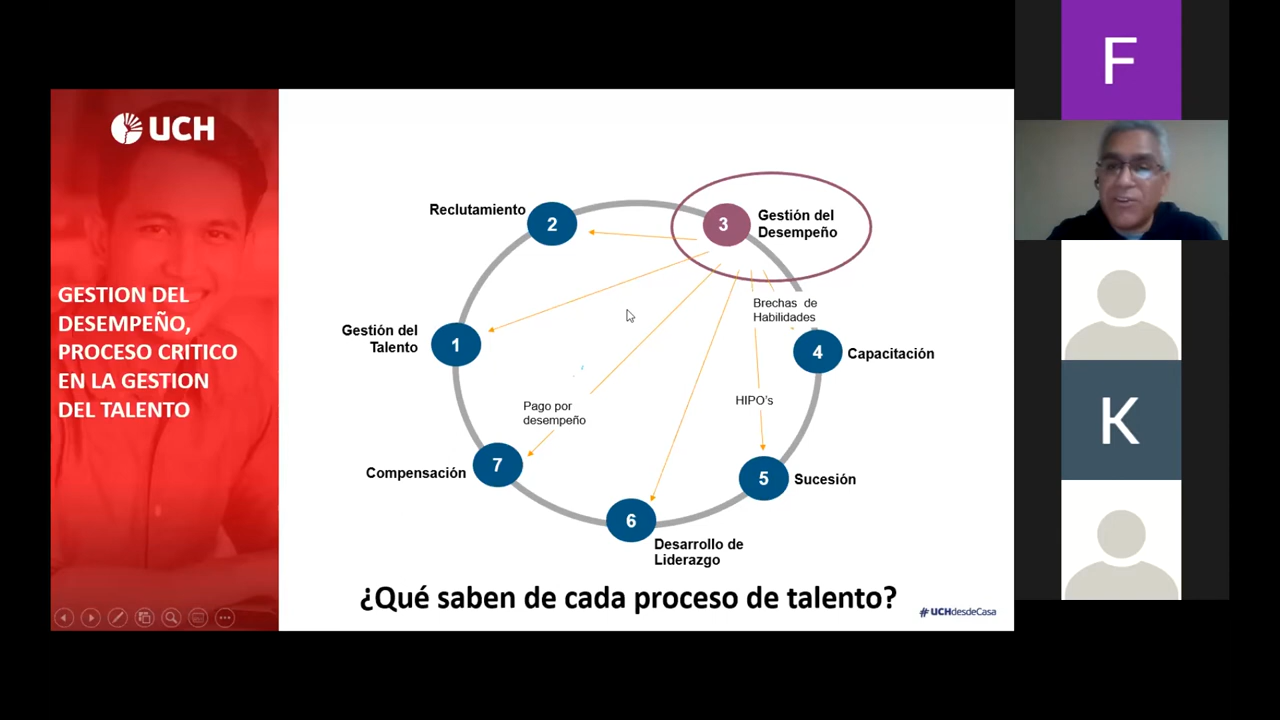 UCH
GESTION DEL
DESEMPEÑO,
PROCESO CRITICO
EN LA GESTION
DEL TALENTO
Reclutamiento
2
3
Gestión del
Desempeño
Brechas de
Habilidades
Gestión del
Talento
1
4
Capacitación
Pago por
desempeño
HIPO's
Compensación
7
5
Sucesión
6
Desarrollo de
Liderazgo
¿Qué saben de cada proceso de talento?
#UCHdesdeCasa
F
K